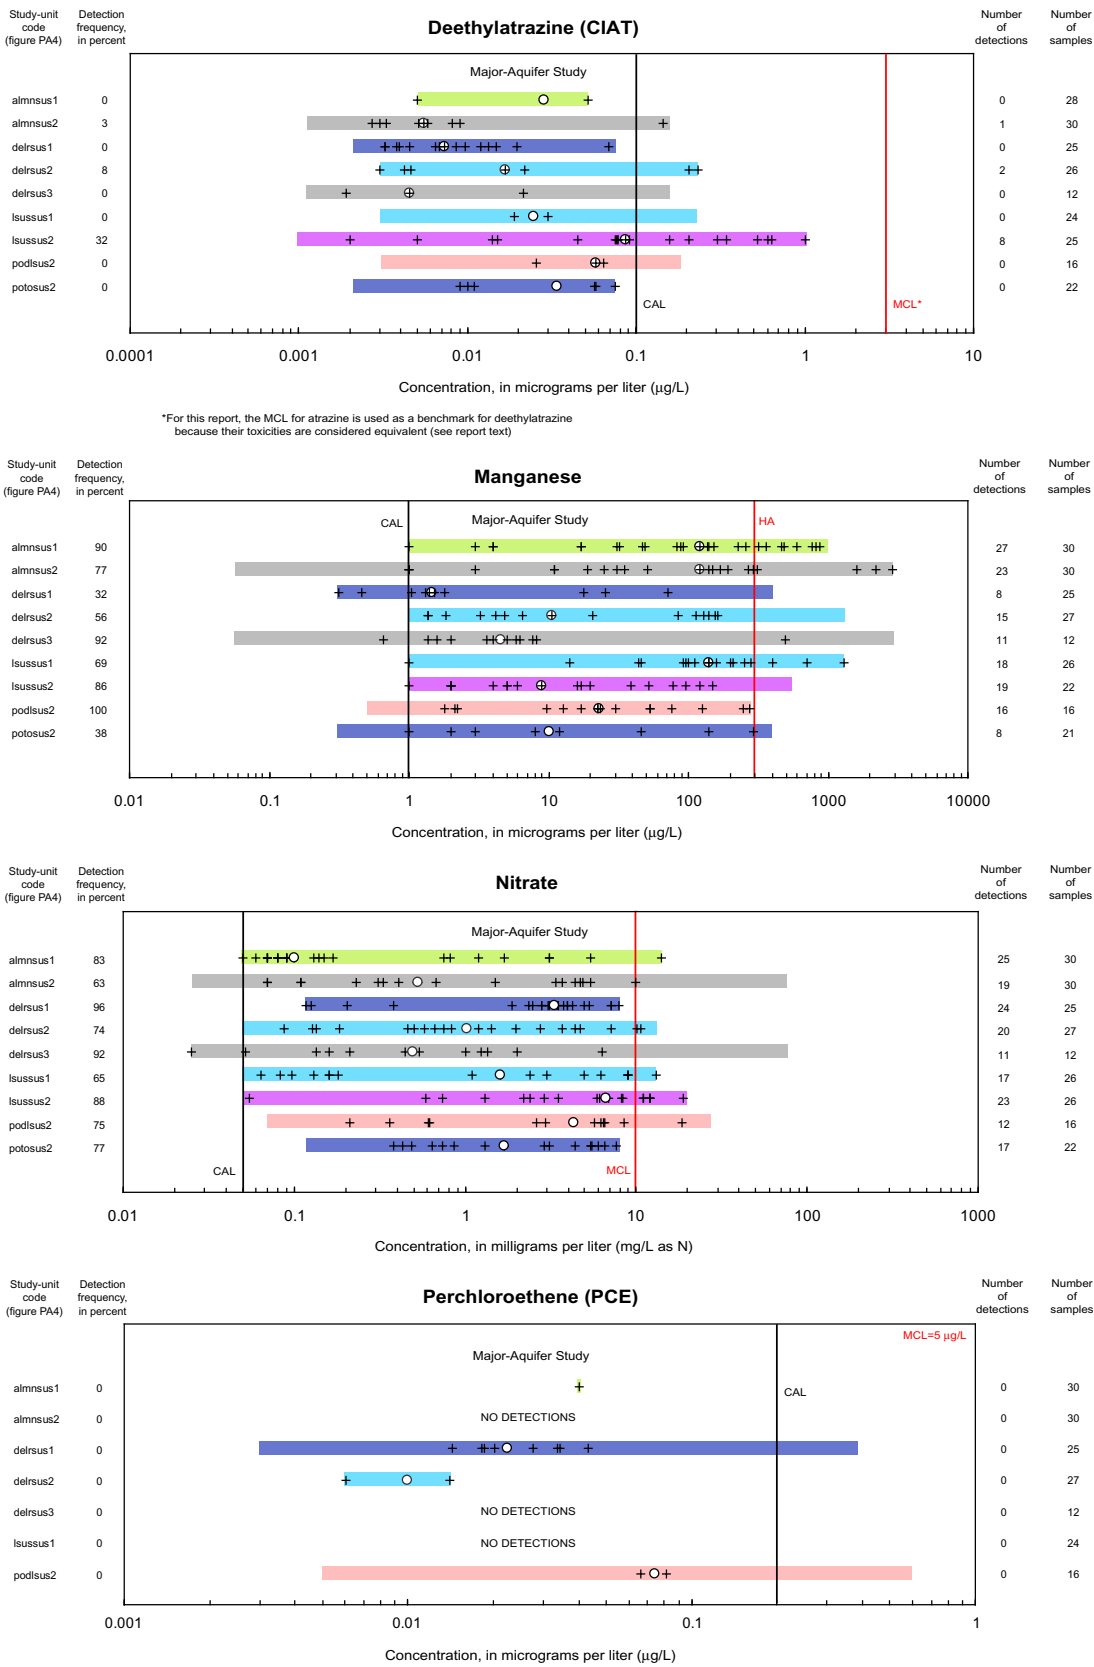 Study-unit code (figure PA4)
Detection frequency, in percent
Deethylatrazine (CIAT)
Number of detections
Number of samples
Major-Aquifer Study
almnsus1 0 0 28
almnsus2 3 1 30
delrsus1 0 0 25
delrsus2 8 2 26
delrsus3 0 0 12
lsussus1 0 0 24
lsussus2 32 8 25
podlsus2 0 0 16
potosus2 0 0 22
CAL MCL*
0.0001 0.001 0.01 0.1 1 10
Concentration, in micrograms per liter (µg/L)
*For this report, the MCL for atrazine is used as a benchmark for deethylatrazine
because their toxicities are considered equivalent (see report text)
Study-unit code (figure PA4)
Detection frequency, in percent
Manganese
Number of detections
Number of samples
CAL Major-Aquifer Study HA
almnsus1 90 27 30
almnsus2 77 23 30
delrsus1 32 8 25
delrsus2 56 15 27
delrsus3 92 11 12
lsussus1 69 18 26
lsussus2 86 19 22
podlsus2 100 16 16
potosus2 38 8 21
0.01 0.1 1 10 100 1000 10000
Concentration, in micrograms per liter (µg/L)
Study-unit code (figure PA4)
Detection frequency, in percent
Nitrate
Number of detections
Number of samples
Major-Aquifer Study
almnsus1 83 25 30
almnsus2 63 19 30
delrsus1 96 24 25
delrsus2 74 20 27
delrsus3 92 11 12
lsussus1 65 17 26
lsussus2 88 23 26
podlsus2 75 12 16
potosus2 77 17 22
CAL MCL
0.01 0.1 1 10 100 1000
Concentration, in milligrams per liter (mg/L as N)
Study-unit code (figure PA4)
Detection frequency, in percent
Perchloroethene (PCE)
Number of detections
Number of samples
MCL=5 µg/L
Major-Aquifer Study
almnsus1 0 0 30
CAL
almnsus2 0 NO DETECTIONS 0 30
delrsus1 0 0 25
delrsus2 0 0 27
delrsus3 0 NO DETECTIONS 0 12
lsussus1 0 NO DETECTIONS 0 24
podlsus2 0 0 16
0.001 0.01 0.1 1
Concentration, in micrograms per liter (µg/L)